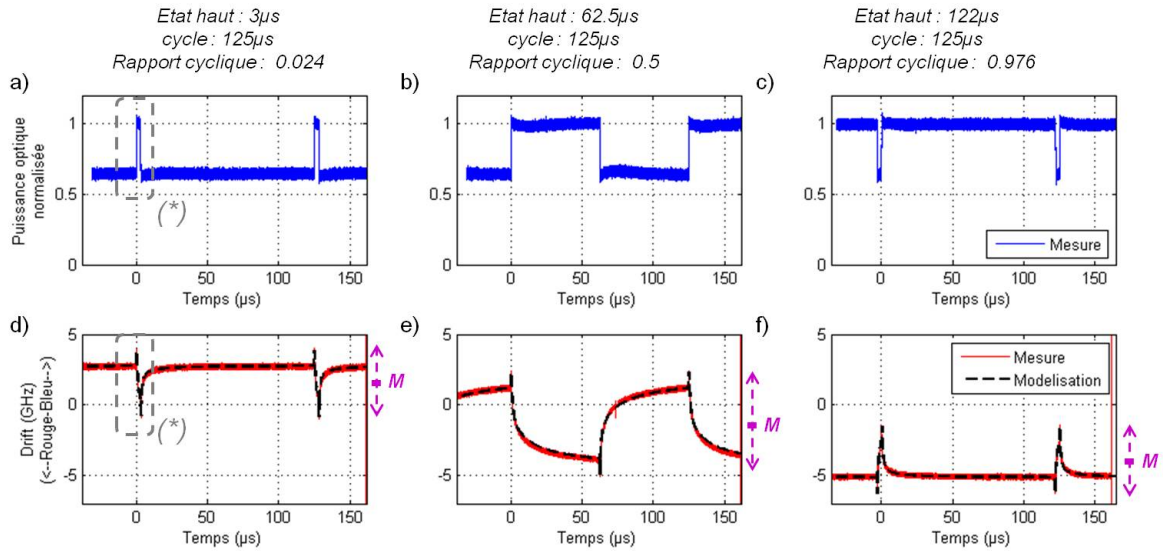 Etat haut : 3µs
cycle : 125µs
Rapport cyclique : 0.024
Etat haut : 62.5µs
cycle : 125µs
Rapport cyclique : 0.5
Etat haut : 122µs
cycle : 125µs
Rapport cyclique : 0.976
a)
b)
c)
Puissance optique
normalisée
1
0.5
0
(*)
0 50 100 150
Temps (µs)
1
0.5
0
0 50 100 150
Temps (µs)
1
0.5
0
Mesure
0 50 100 150
Temps (µs)
d)
e)
f)
Drift (GHz)
(<--Rouge-Bleu-->)
5
0
-5
(*)
M
0 50 100 150
Temps (µs)
5
0
-5
M
0 50 100 150
Temps (µs)
5
0
-5
Mesure
Modelisation
M
0 50 100 150
Temps (µs)